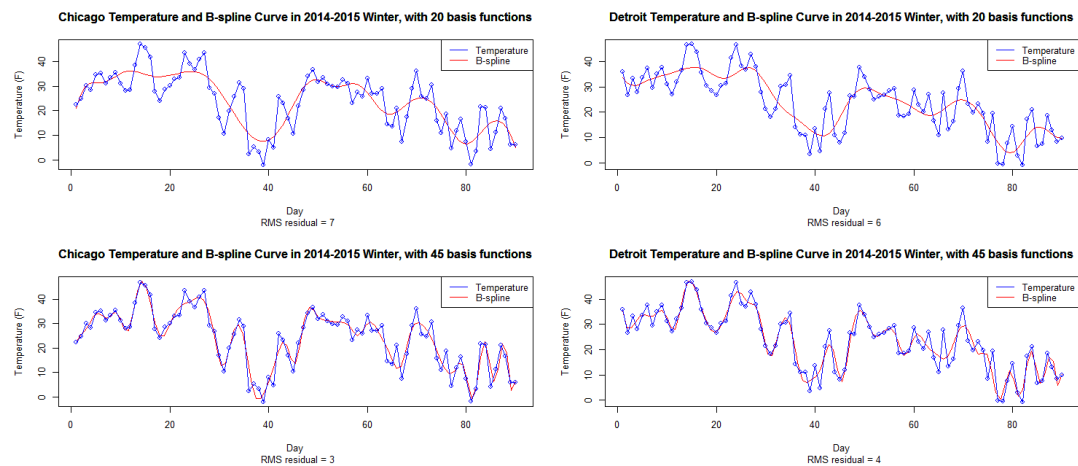 Chicago Temperature and B-spline Curve in 2014-2015 Winter, with 20 basis functions
Temperature (F)
0 10 20 30 40
Temperature
B-spline
0 20 40 60 80
Day
RMS residual = 7
Detroit Temperature and B-spline Curve in 2014-2015 Winter, with 20 basis functions
Temperature (F)
0 10 20 30 40
Temperature
B-spline
0 20 40 60 80
Day
RMS residual = 6
Chicago Temperature and B-spline Curve in 2014-2015 Winter, with 45 basis functions
Temperature (F)
0 10 20 30 40
Temperature
B-spline
0 20 40 60 80
Day
RMS residual = 3
Detroit Temperature and B-spline Curve in 2014-2015 Winter, with 45 basis functions
Temperature (F)
0 10 20 30 40
Temperature
B-spline
0 20 40 60 80
Day
RMS residual = 4